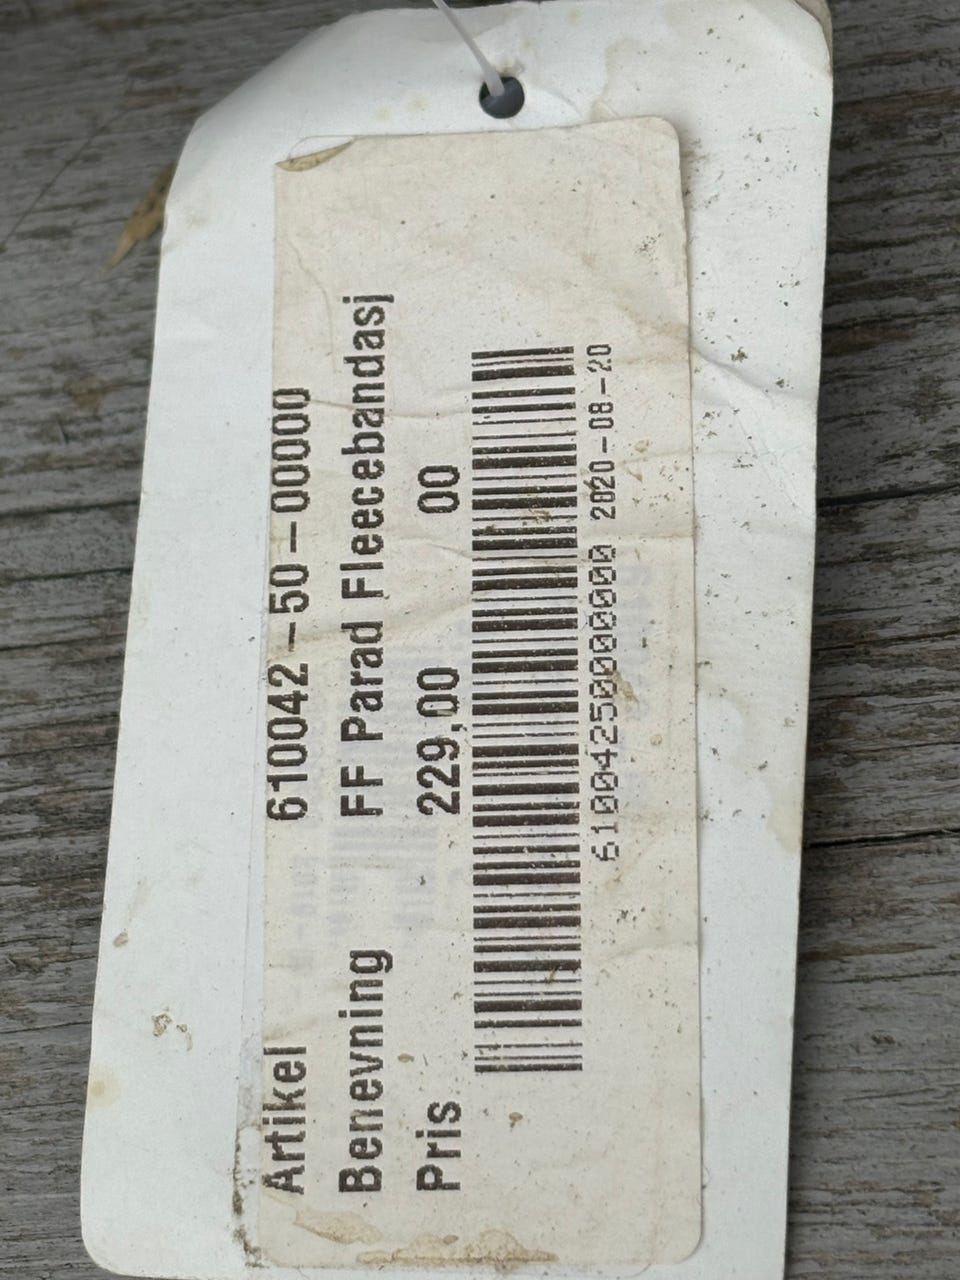 Artikel 610042-50-00000
Benevning FF Parad Fleecebandasj
Pris 229,00 00
6100425000000 2020-08-20